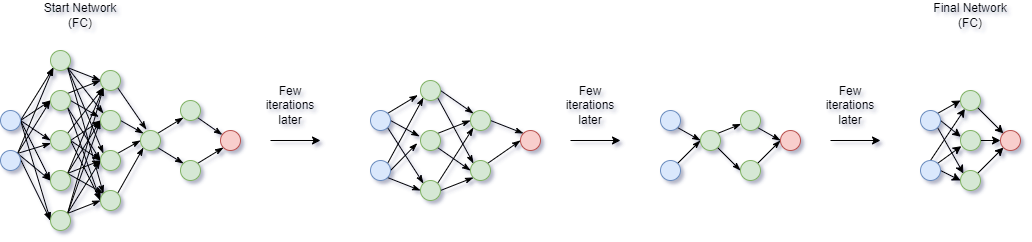 Start Network
(FC)
Few
iterations
later
Few
iterations
later
Few
iterations
later
Final Network
(FC)